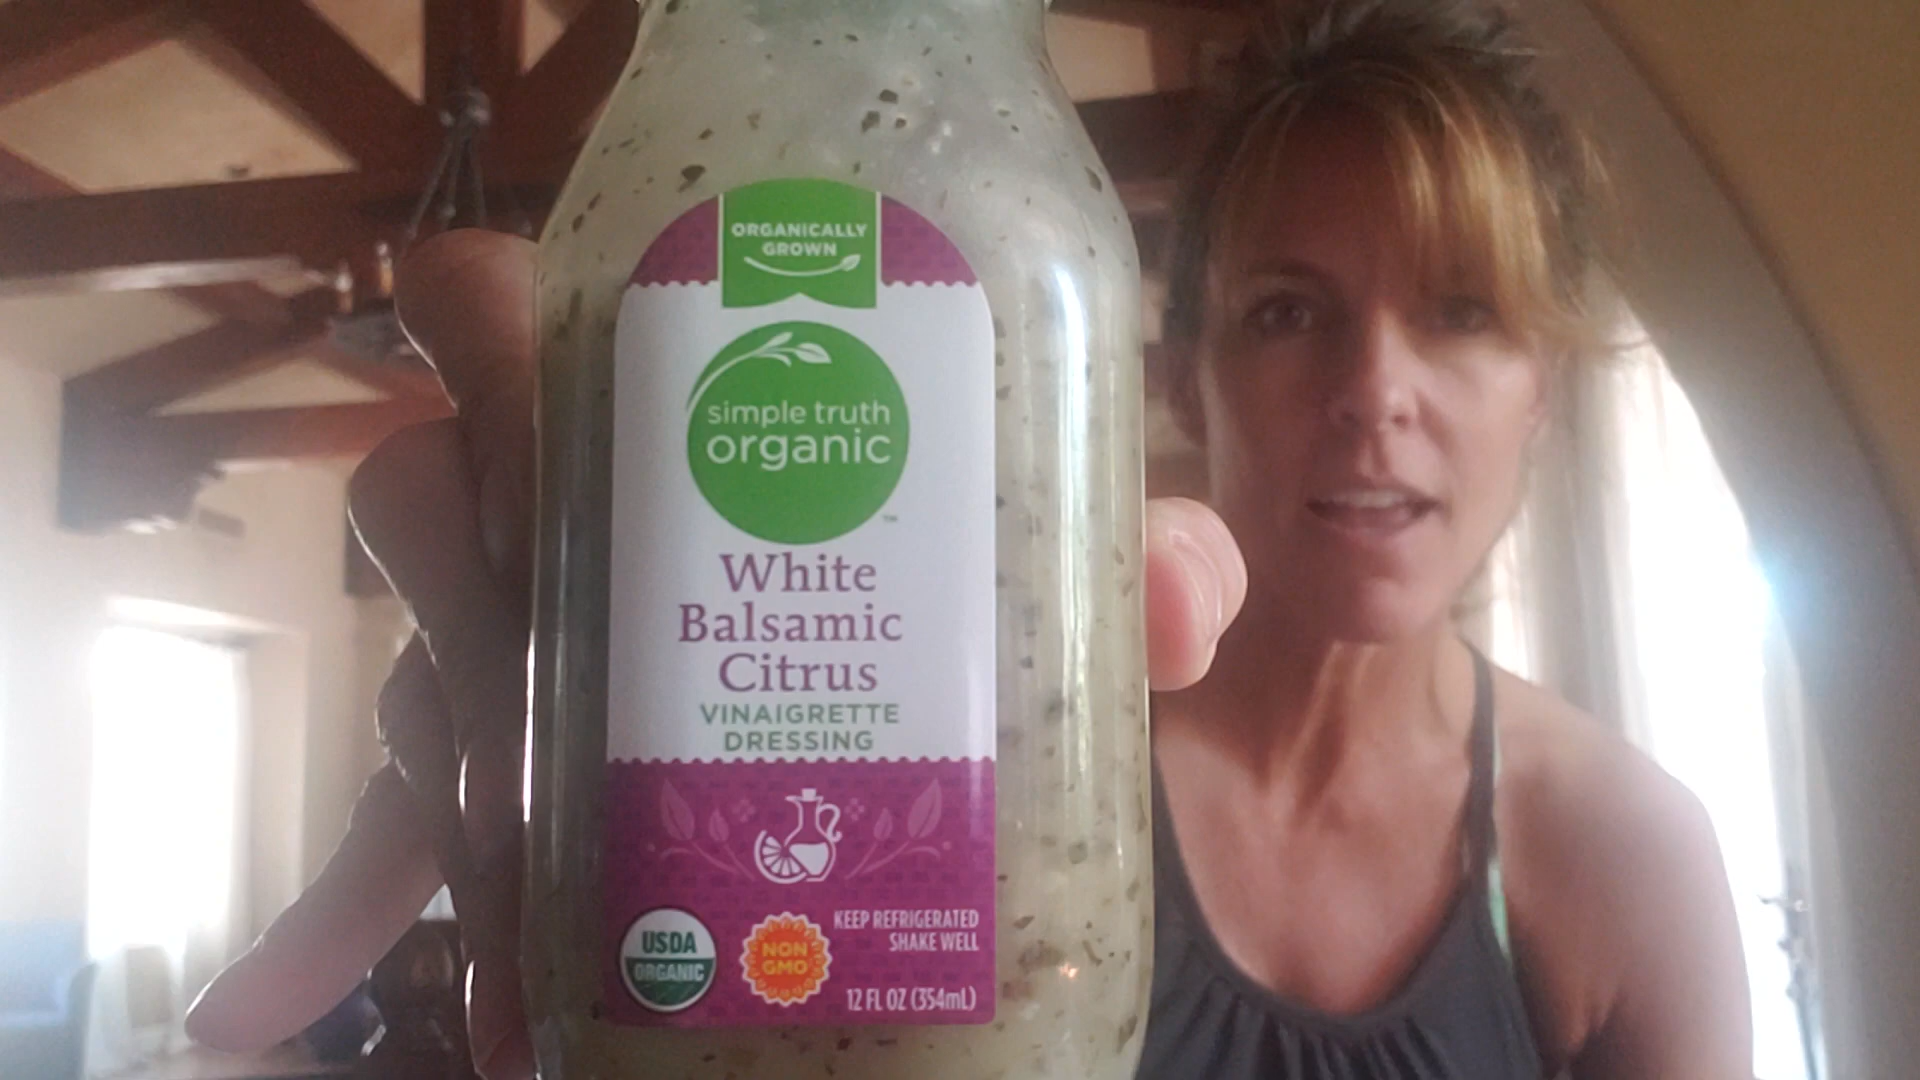 ORGANICALLY
GROWN
simple truth
organic
™
White
Balsamic
Citrus
VINAIGRETTE
DRESSING
USDA
ORGANIC
NON
GMO
KEEP REFRIGERATED
SHAKE WELL
12 FL OZ (354mL)